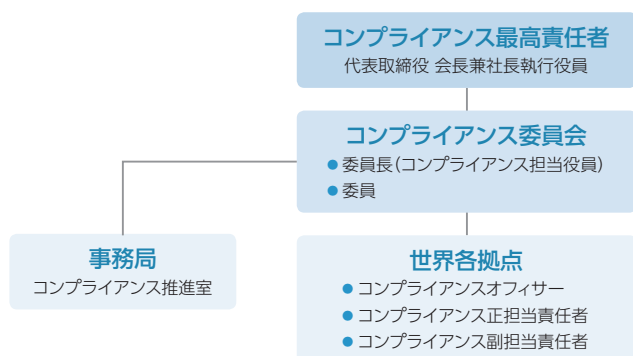 コンプライアンス最高責任者
代表取締役 会長兼社長執行役員
コンプライアンス委員会
● 委員長(コンプライアンス担当役員)
● 委員
事務局
コンプライアンス推進室
世界各拠点
● コンプライアンスオフィサー
● コンプライアンス正担当責任者
● コンプライアンス副担当責任者